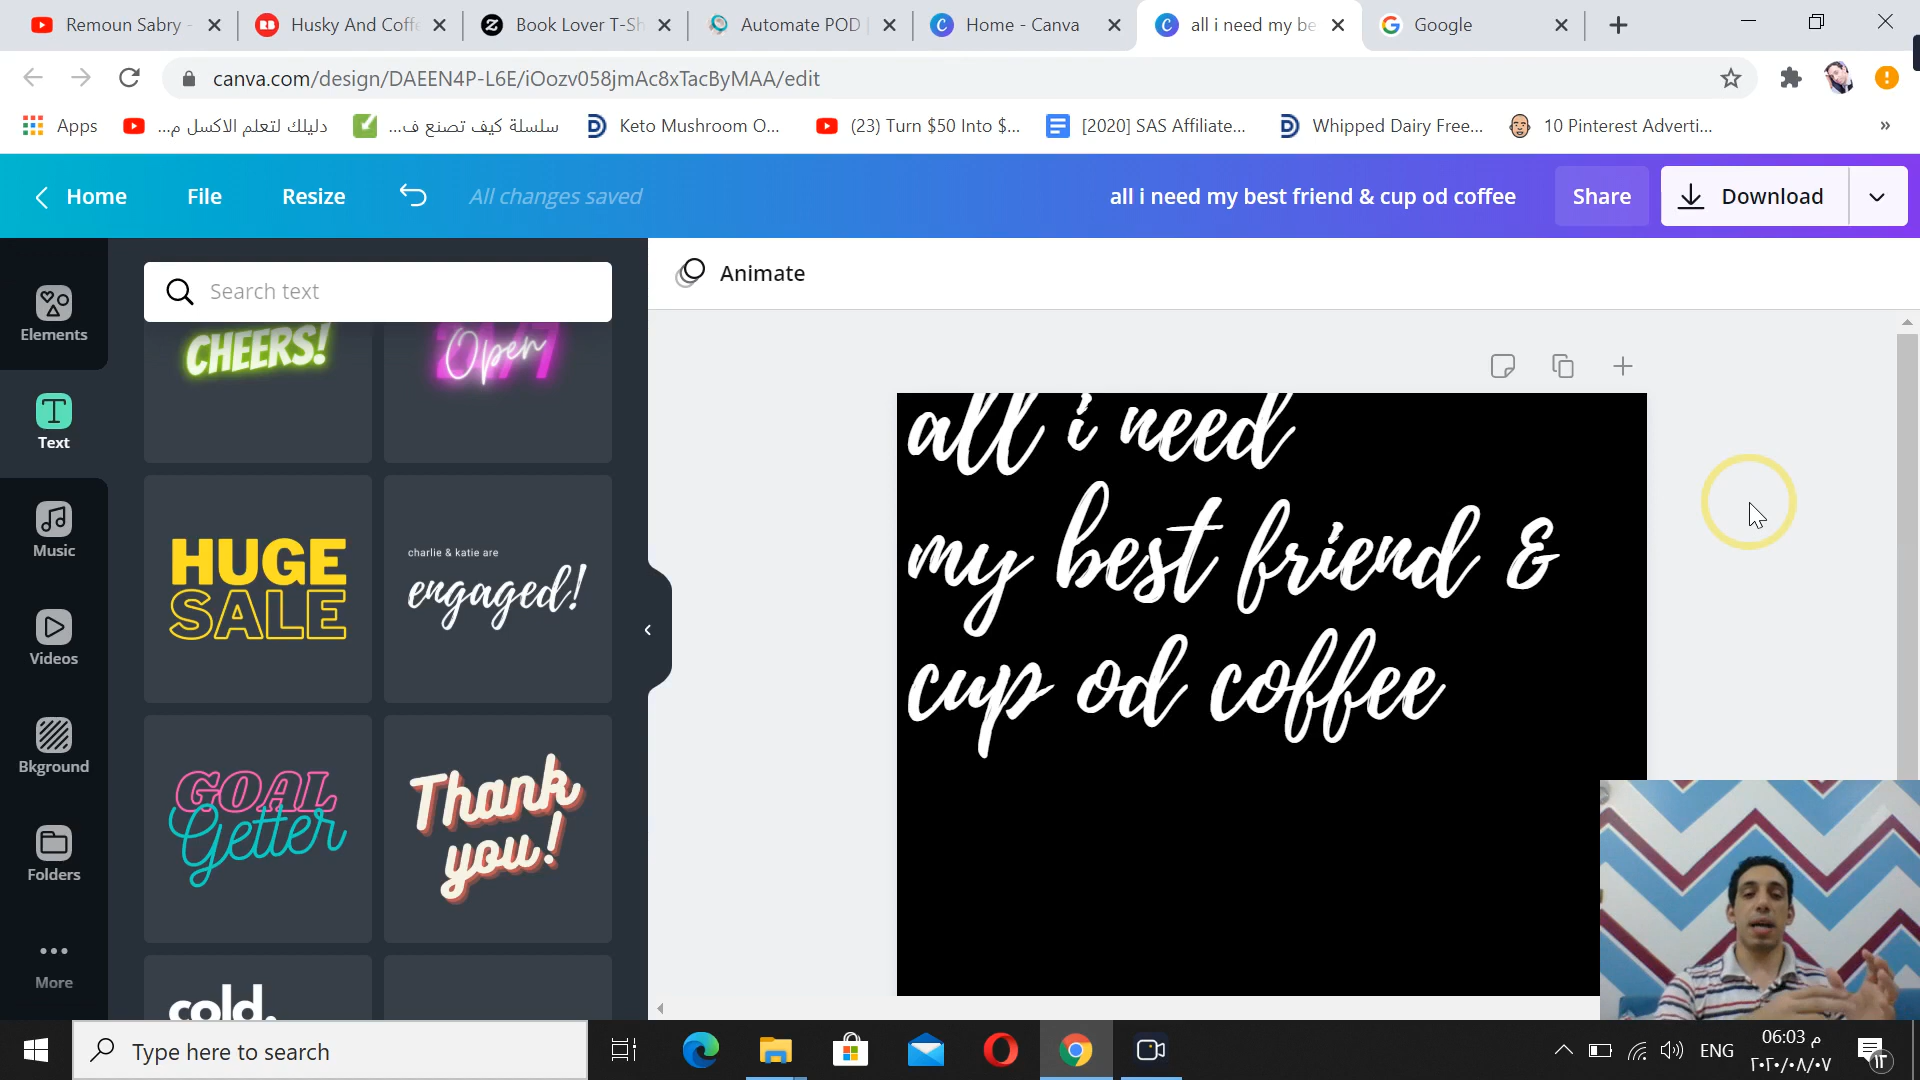 Remoun Sabry -
Husky And Coffe
Book Lover T-Sh
Automate POD |
Home - Canva
all i need my be
Google
canva.com/design/DAEEN4P-L6E/iOozv058jmAc8xTacByMAA/edit
Apps
دليلك لتعلم الاكسل م...
سلسلة كيف تصنع ف...
Keto Mushroom O...
(23) Turn $50 Into $...
[2020] SAS Affiliate...
Whipped Dairy Free...
10 Pinterest Adverti...
»
Home
File
Resize
All changes saved
all i need my best friend & cup od coffee
Share
Download
Elements
Text
Music
Videos
Bkground
Folders
More
Search text
CHEERS!
24/7
Open
HUGE
SALE
charlie & katie are
engaged!
GOAL
Getter
Thank
you!
cold.
Animate
all i need
my best friend &
cup od coffee
Type here to search
ENG
06:03 م
٢٠٢٠/٠٨/٠٧
١٣